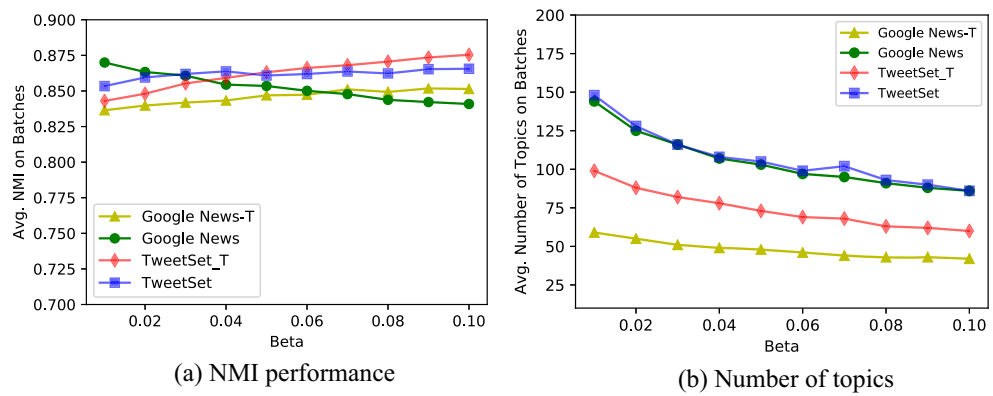 0.900
0.875
0.850
0.825
0.800
0.775
0.750
0.725
0.700
Avg. NMI on Batches
Google News-T
Google News
TweetSet_T
TweetSet
0.02 0.04 0.06 0.08 0.10
Beta
(a) NMI performance
200
175
150
125
100
75
50
25
Avg. Number of Topics on Batches
Google News-T
Google News
TweetSet_T
TweetSet
0.02 0.04 0.06 0.08 0.10
Beta
(b) Number of topics